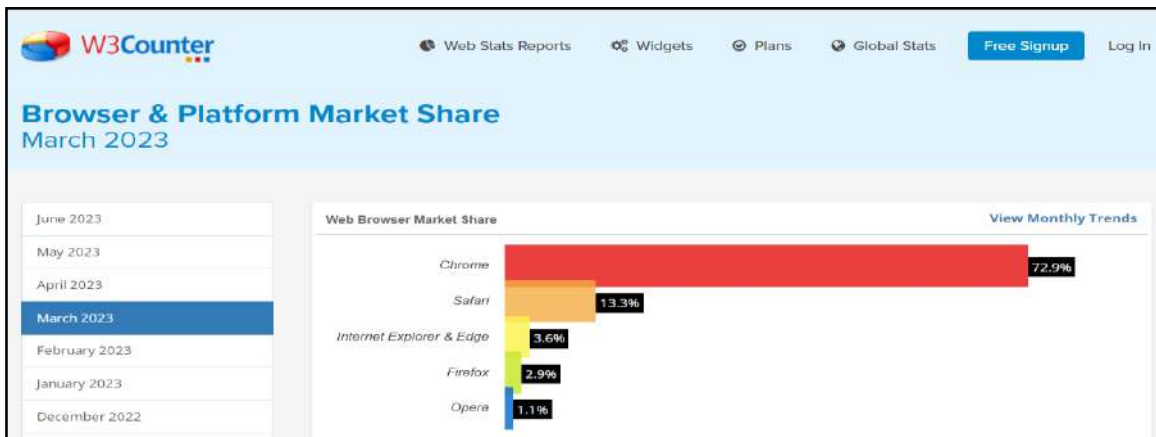 W3Counter
Web Stats Reports
Widgets
Plans
Global Stats
Free Signup
Log In
Browser & Platform Market Share
March 2023
June 2023
May 2023
April 2023
March 2023
February 2023
January 2023
December 2022
Web Browser Market Share
View Monthly Trends
Chrome
72.9%
Safari
13.3%
Internet Explorer & Edge
3.6%
Firefox
2.9%
Opera
1.1%